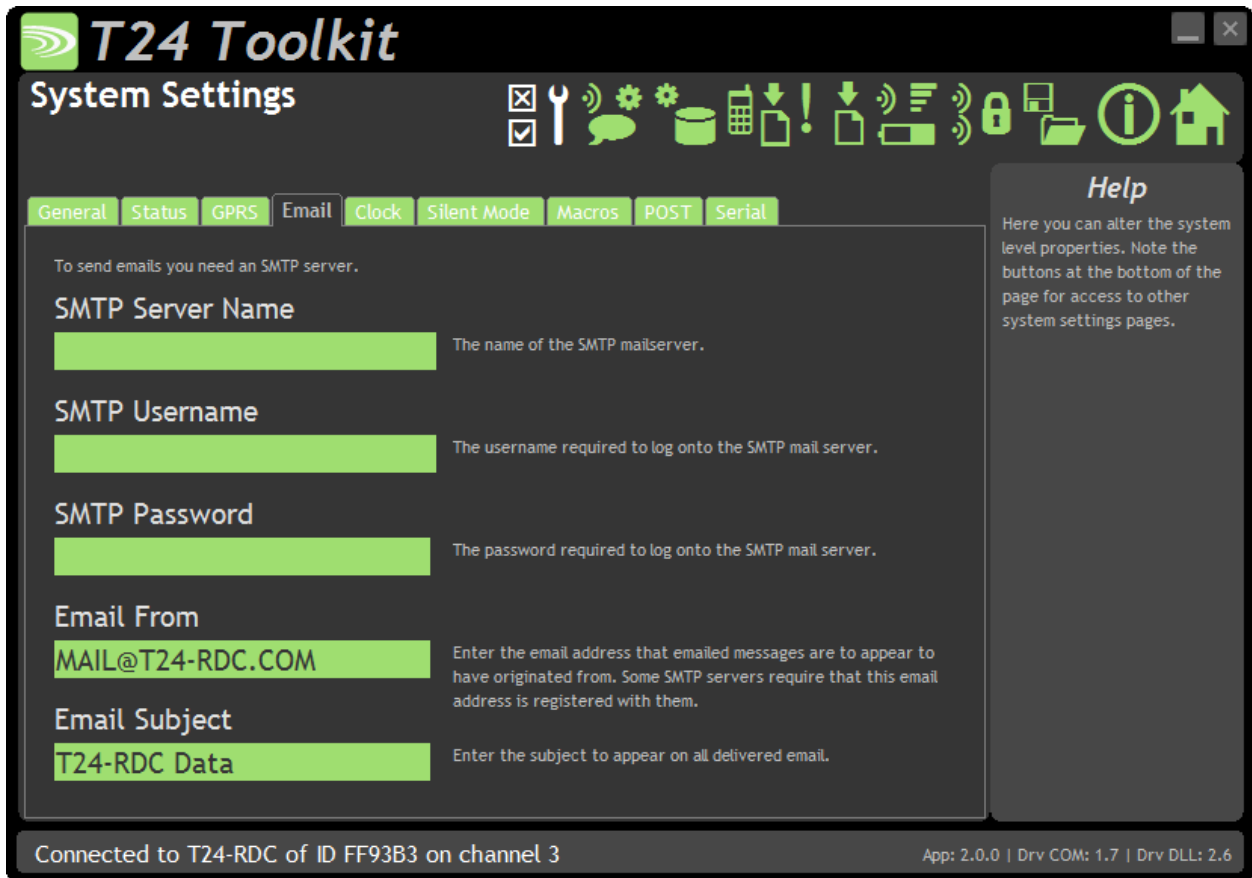 T24 Toolkit
System Settings
General Status GPRS Email Clock Silent Mode Macros POST Serial
To send emails you need an SMTP server.
SMTP Server Name
The name of the SMTP mailserver.
SMTP Username
The username required to log onto the SMTP mail server.
SMTP Password
The password required to log onto the SMTP mail server.
Email From
MAIL@T24-RDC.COM
Enter the email address that emailed messages are to appear to
have originated from. Some SMTP servers require that this email
address is registered with them.
Email Subject
T24-RDC Data
Enter the subject to appear on all delivered email.
Help
Here you can alter the system
level properties. Note the
buttons at the bottom of the
page for access to other
system settings pages.
Connected to T24-RDC of ID FF93B3 on channel 3
App: 2.0.0 | Drv COM: 1.7 | Drv DLL: 2.6